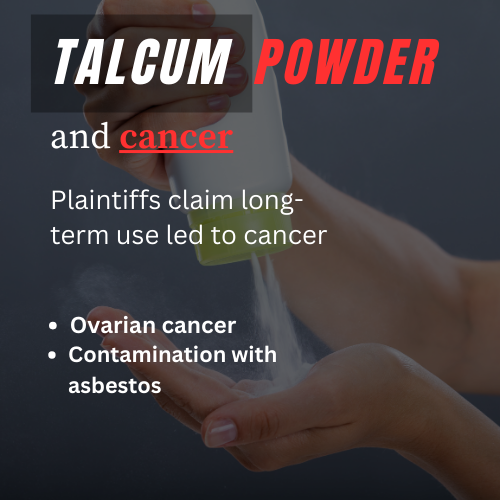 TALCUM POWDER
and cancer
Plaintiffs claim long-
term use led to cancer
• Ovarian cancer
• Contamination with
asbestos